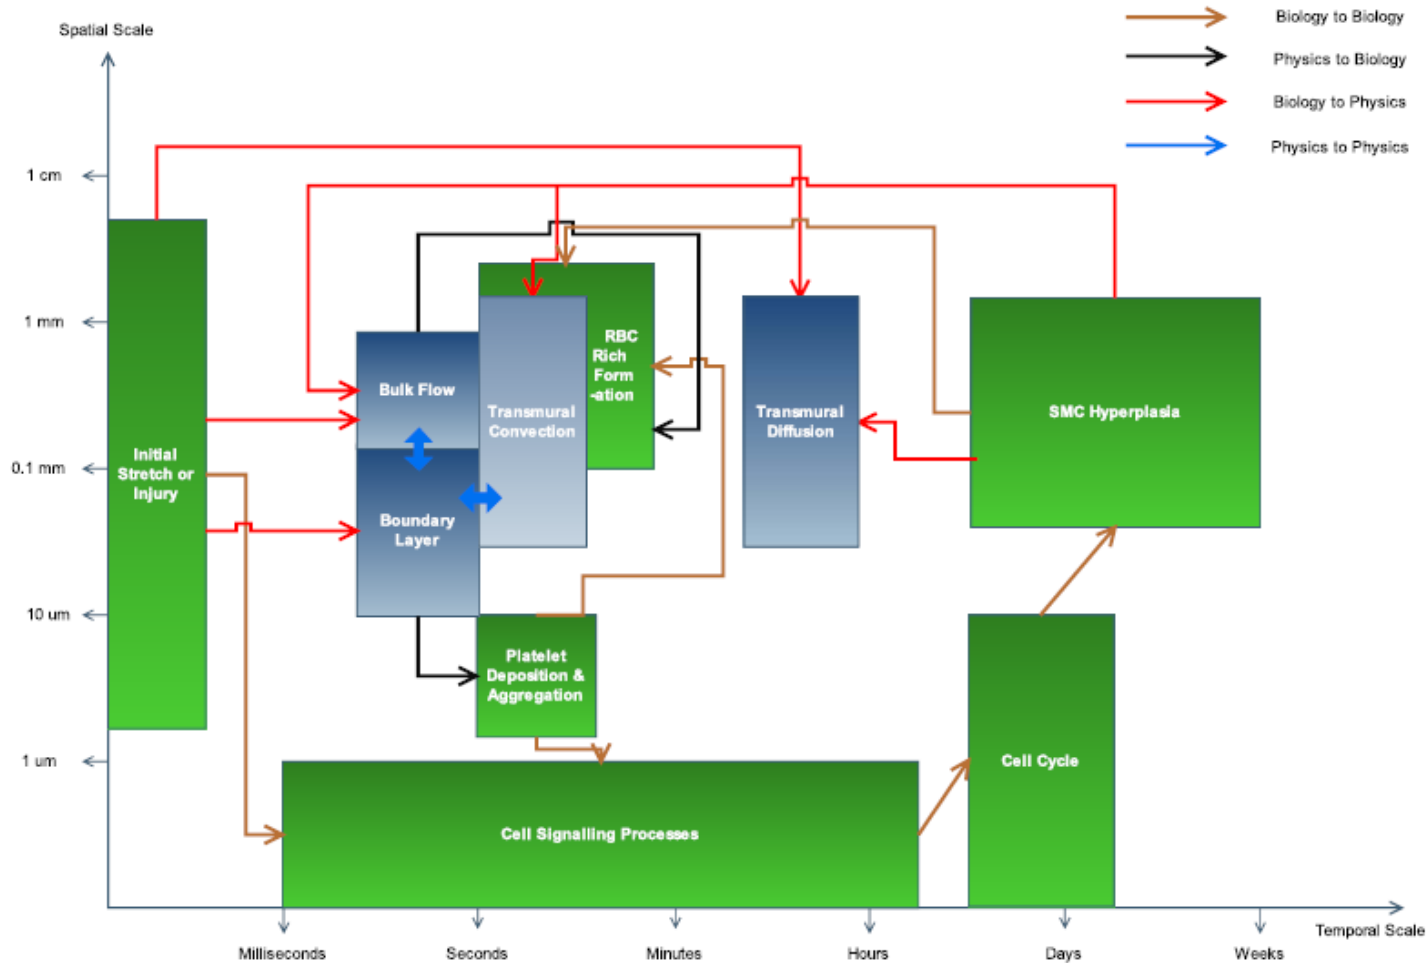 Spatial Scale
Biology to Biology
Physics to Biology
Biology to Physics
Physics to Physics
1 cm
1 mm
0.1 mm
10 um
1 um
Initial
Stretch or
Injury
Bulk Flow
Boundary
Layer
Transmural
Convection
RBC
Rich
Form
-ation
Transmural
Diffusion
SMC Hyperplasia
Platelet
Deposition &
Aggregation
Cell Cycle
Cell Signalling Processes
Temporal Scale
Milliseconds
Seconds
Minutes
Hours
Days
Weeks